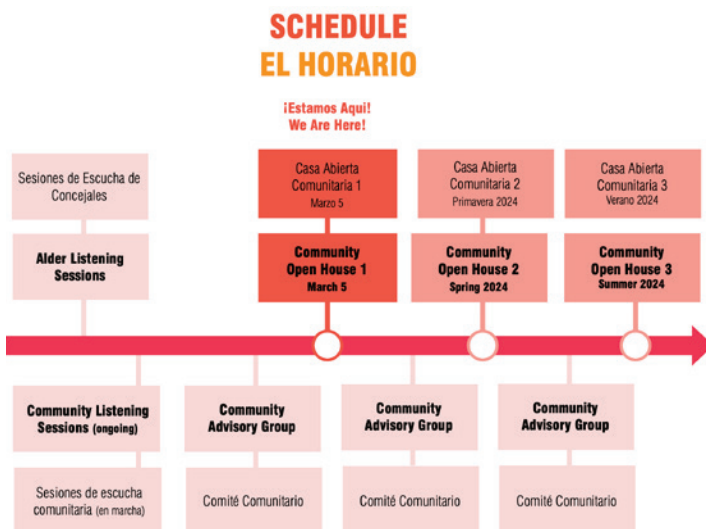 SCHEDULE
EL HORARIO
¡Estamos Aqui!
We Are Here!
Sesiones de Escucha de
Concejales
Alder Listening
Sessions
Casa Abierta
Comunitaria 1
Marzo 5
Community
Open House 1
March 5
Casa Abierta
Comunitaria 2
Primavera 2024
Community
Open House 2
Spring 2024
Casa Abierta
Comunitaria 3
Verano 2024
Community
Open House 3
Summer 2024
Community Listening
Sessions (ongoing)
Sesiones de escucha
comunitaria (en marcha)
Community
Advisory Group
Comité Comunitario
Community
Advisory Group
Comité Comunitario
Community
Advisory Group
Comité Comunitario